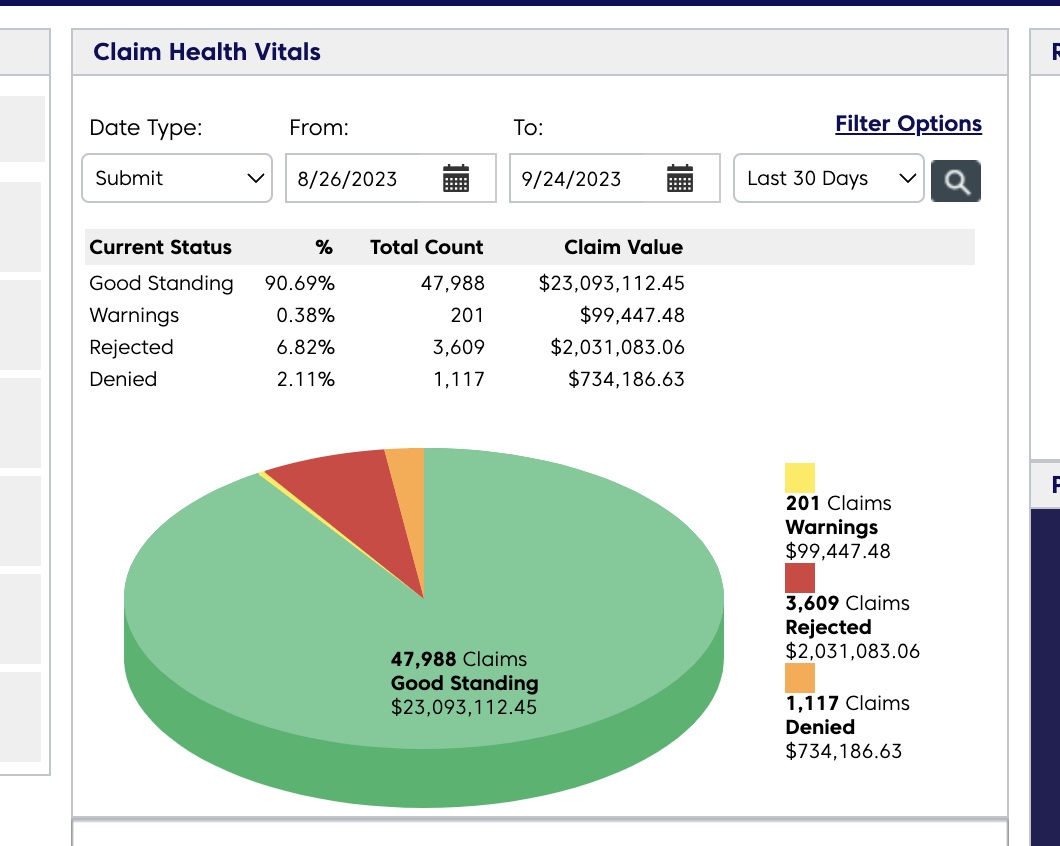 Claim Health Vitals
Date Type: From: To: Filter Options
Submit 8/26/2023 9/24/2023 Last 30 Days
Current Status % Total Count Claim Value
Good Standing 90.69% 47,988 $23,093,112.45
Warnings 0.38% 201 $99,447.48
Rejected 6.82% 3,609 $2,031,083.06
Denied 2.11% 1,117 $734,186.63
47,988 Claims
Good Standing
$23,093,112.45
201 Claims
Warnings
$99,447.48
3,609 Claims
Rejected
$2,031,083.06
1,117 Claims
Denied
$734,186.63